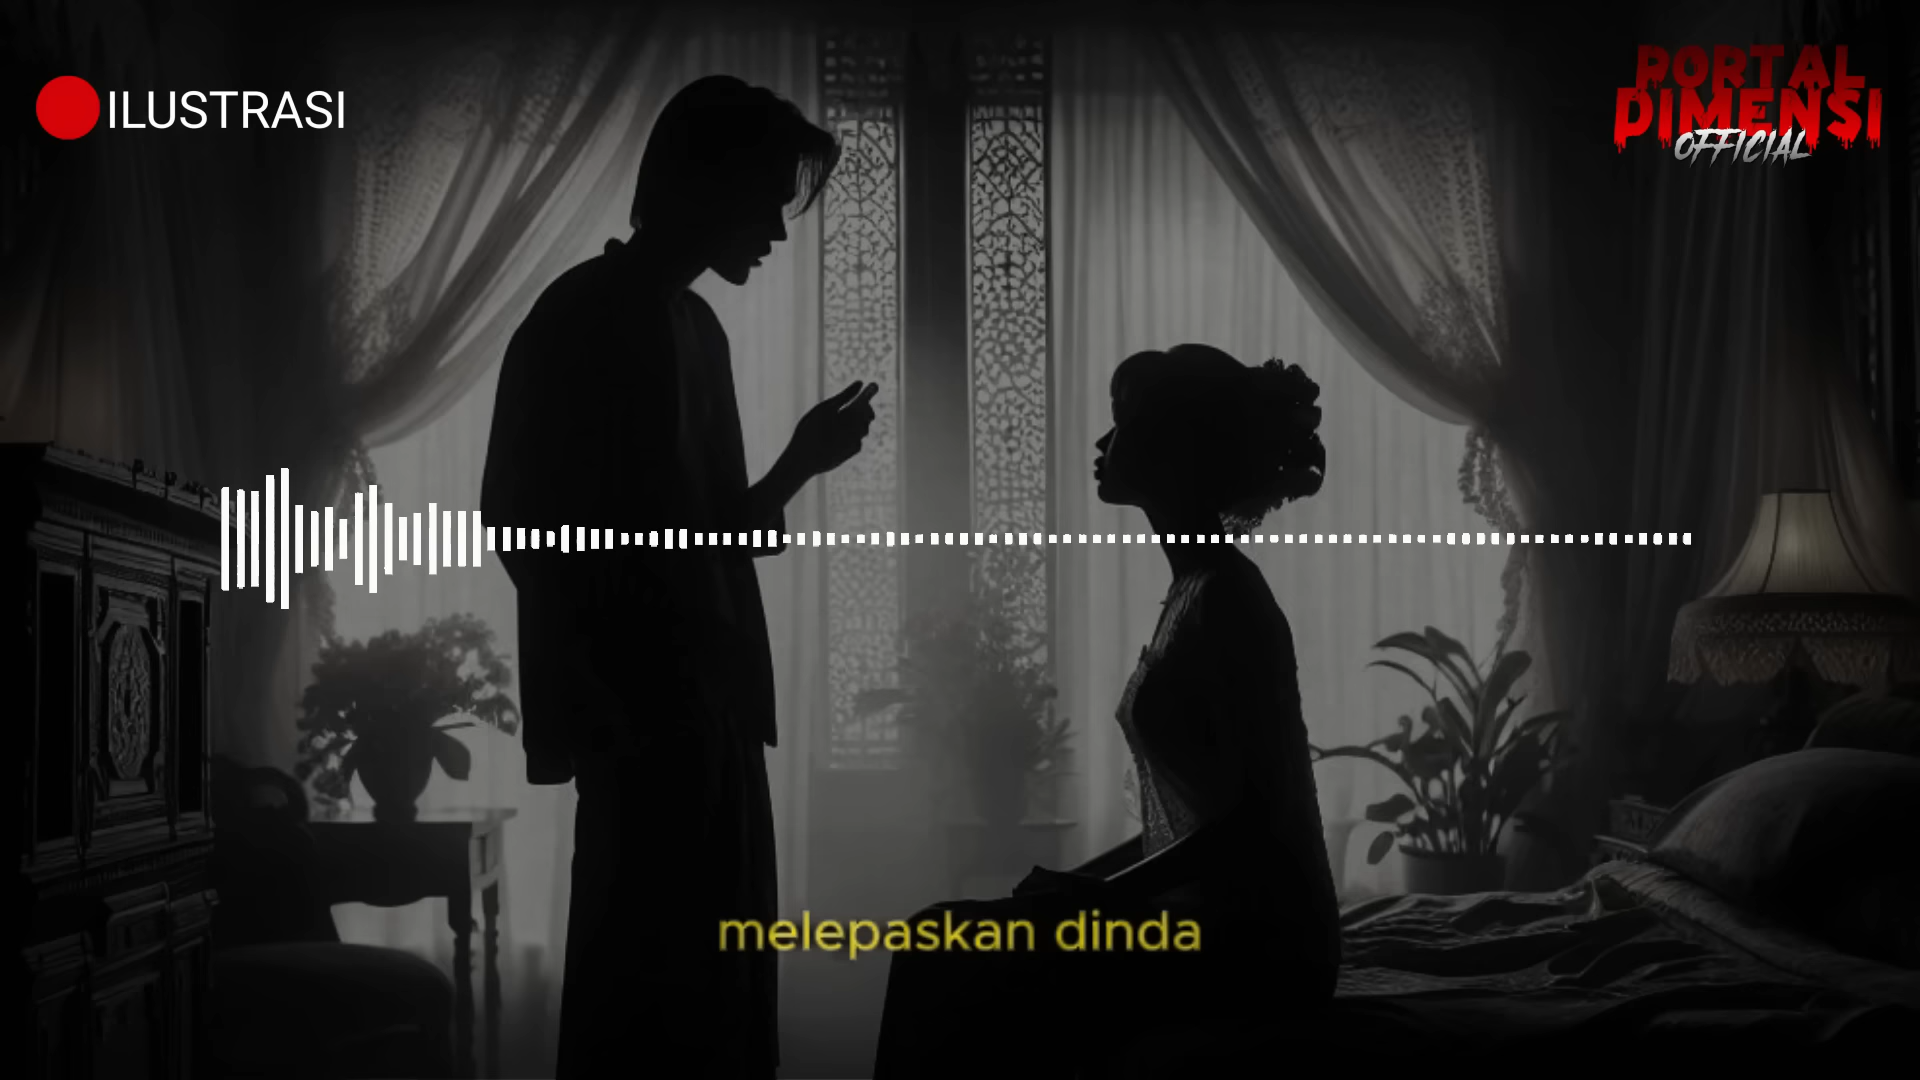 ILUSTRASI
PORTAL
DIMENSI
OFFICIAL
melepaskan dinda